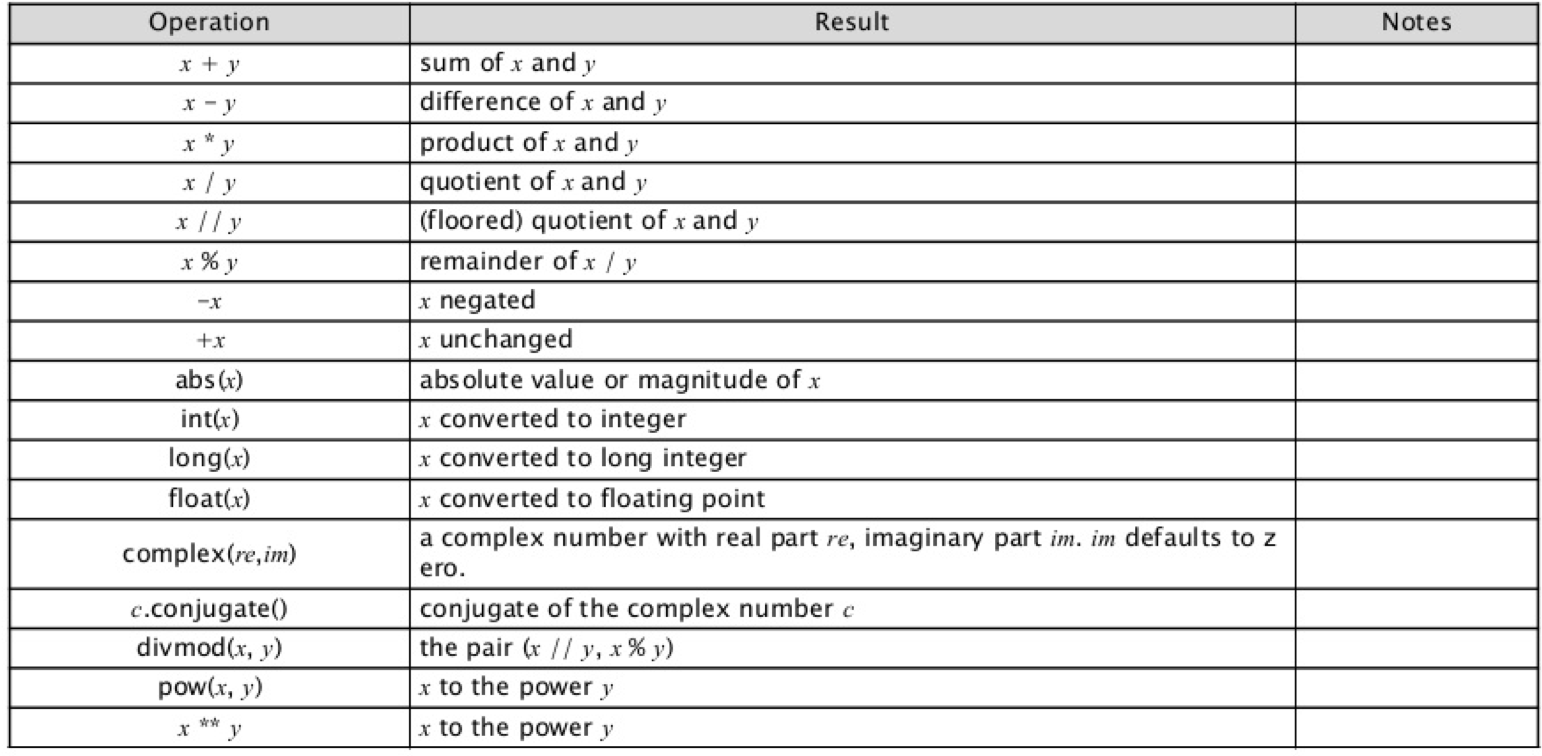 Operation Result Notes
x + y sum of x and y
x - y difference of x and y
x * y product of x and y
x / y quotient of x and y
x // y (floored) quotient of x and y
x % y remainder of x / y
-x x negated
+x x unchanged
abs(x) absolute value or magnitude of x
int(x) x converted to integer
long(x) x converted to long integer
float(x) x converted to floating point
complex(re,im) a complex number with real part re, imaginary part im. im defaults to z
ero.
c.conjugate() conjugate of the complex number c
divmod(x, y) the pair (x // y, x % y)
pow(x, y) x to the power y
x ** y x to the power y